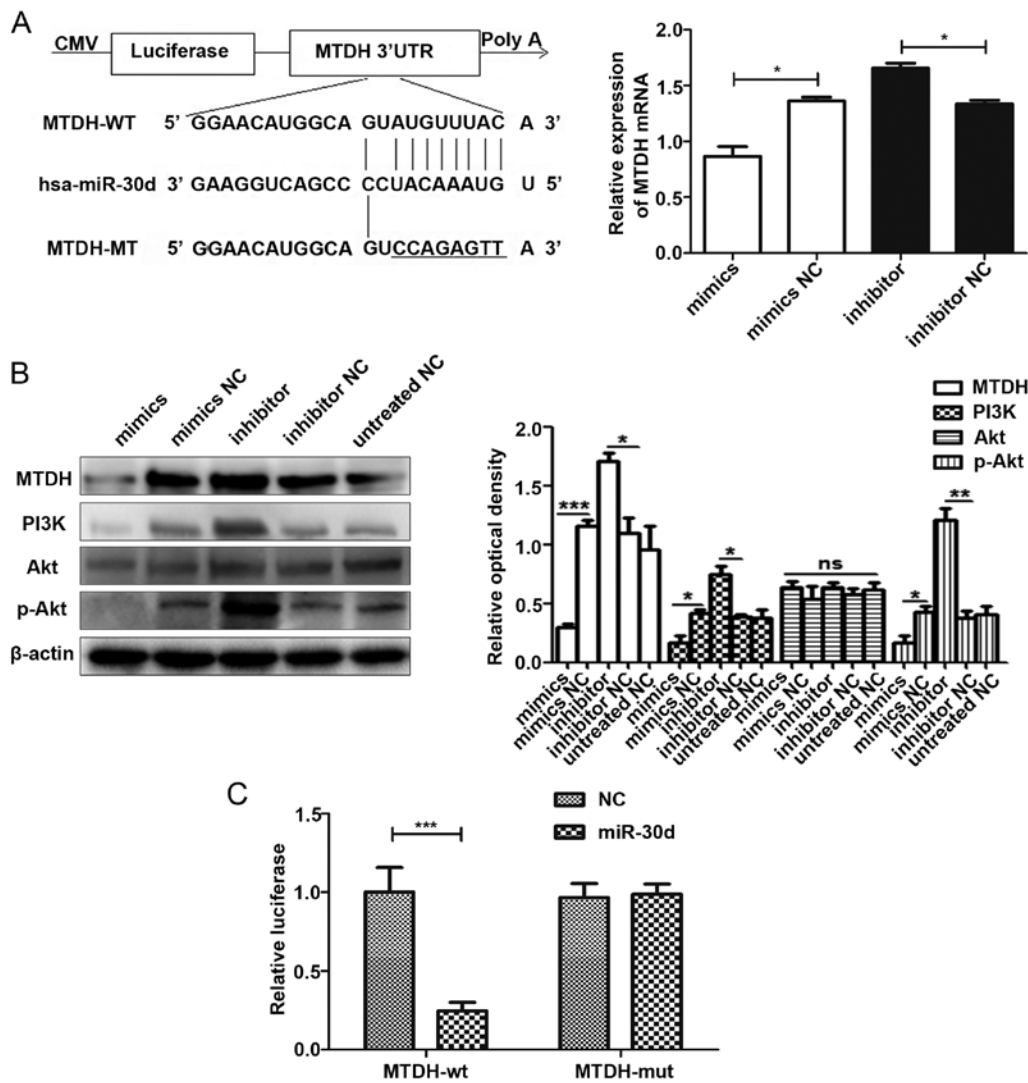 A
CMV Luciferase MTDH 3'UTR Poly A
MTDH-WT 5' GGAACAUGGCA GUAUGUUUAC A 3'
hsa-miR-30d 3' GAAGGUCAGCC CCUACAAAUG U 5'
MTDH-MT 5' GGAACAUGGCA GUCCAGAGTT A 3'
Relative expression
of MTDH mRNA
2.0
1.5
1.0
0.5
0.0
*
*
mimics
mimics NC
inhibitor
inhibitor NC
B
mimics
mimics NC
inhibitor
inhibitor NC
untreated NC
MTDH
PI3K
Akt
p-Akt
β-actin
MTDH
PI3K
Akt
p-Akt
Relative optical density
2.0
1.5
1.0
0.5
0.0
***
*
*
*
ns
*
**
mimics
mimics NC
inhibitor
inhibitor NC
untreated NC
mimics
mimics NC
inhibitor
inhibitor NC
untreated NC
mimics
mimics NC
inhibitor
inhibitor NC
untreated NC
mimics
mimics NC
inhibitor
inhibitor NC
untreated NC
C
NC
miR-30d
Relative luciferase
1.5
1.0
0.5
0.0
***
MTDH-wt
MTDH-mut